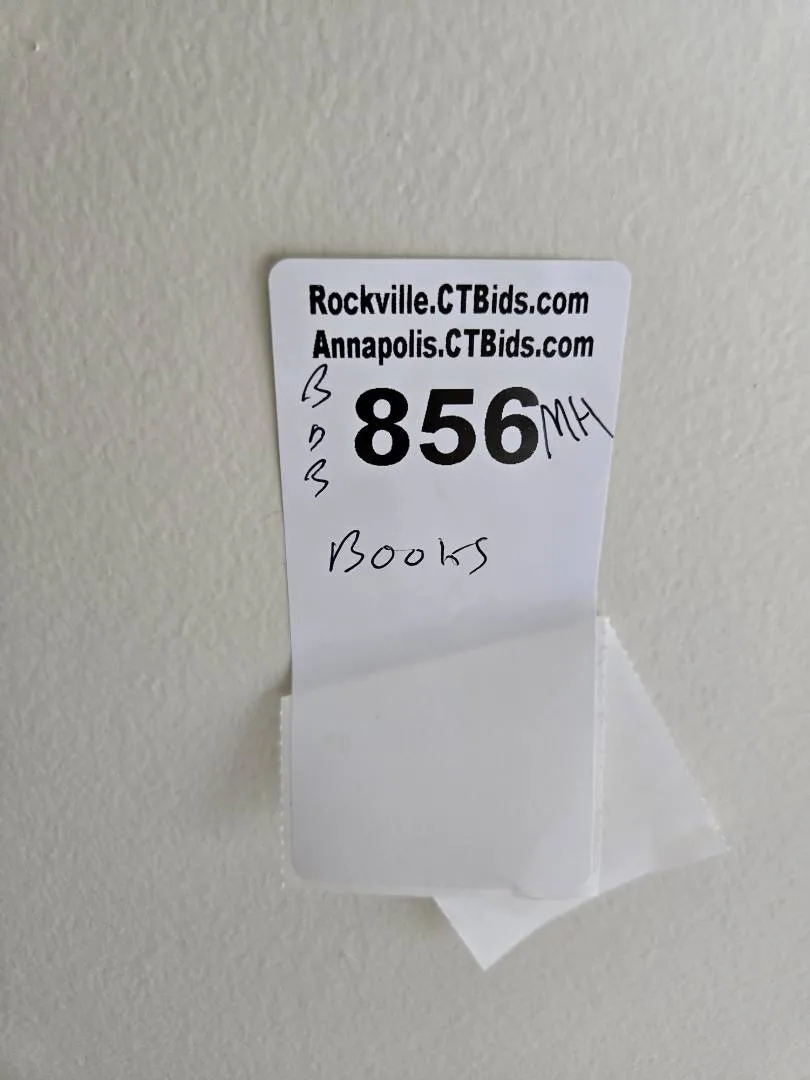 Rockville.CTBids.com
Annapolis.CTBids.com
B
D
B
856 MH
Books